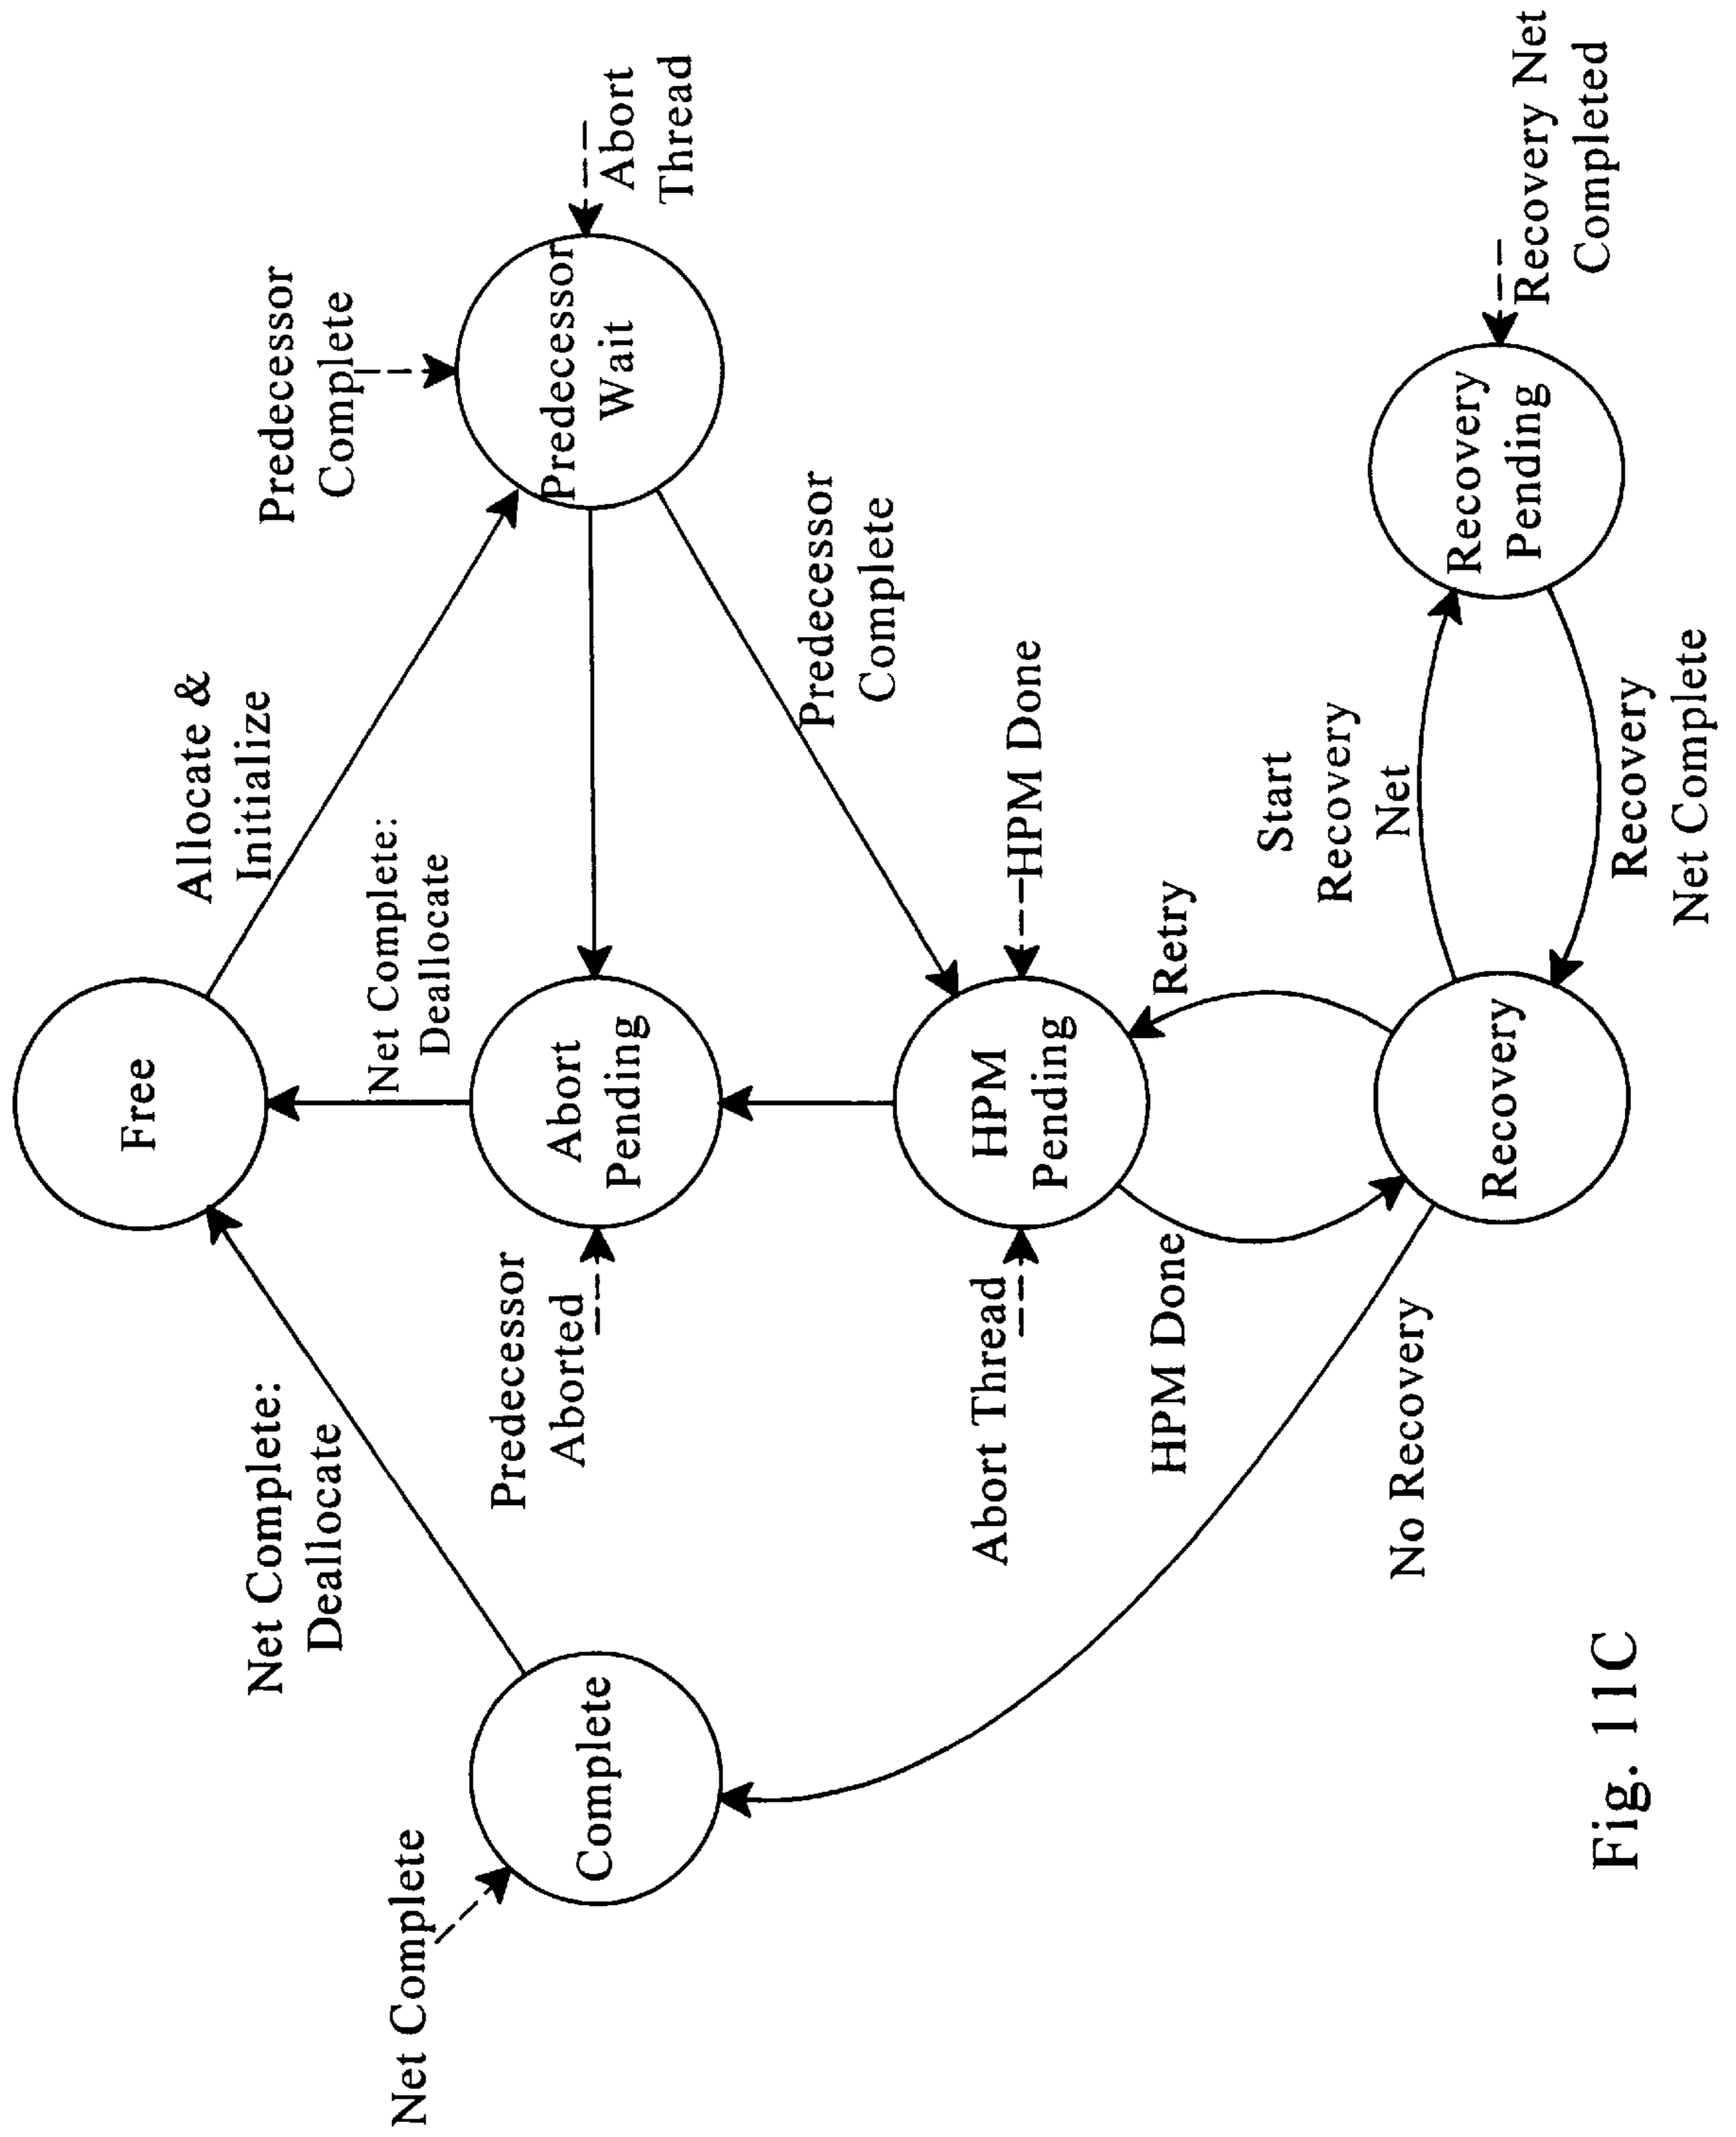 Net Complete
Net Complete:
Deallocate
Free
Allocate &
Initialize
Predecessor
Complete
Complete
Predecessor
Aborted
Abort
Pending
Net Complete:
Deallocate
Predecessor
Wait
Abort
Thread
Abort Thread
HPM
Pending
HPM Done
Predecessor
Complete
HPM Done
Retry
No Recovery
Recovery
Start
Recovery
Net
Recovery
Pending
Recovery Net
Completed
Recovery
Net Complete
Fig. 11C